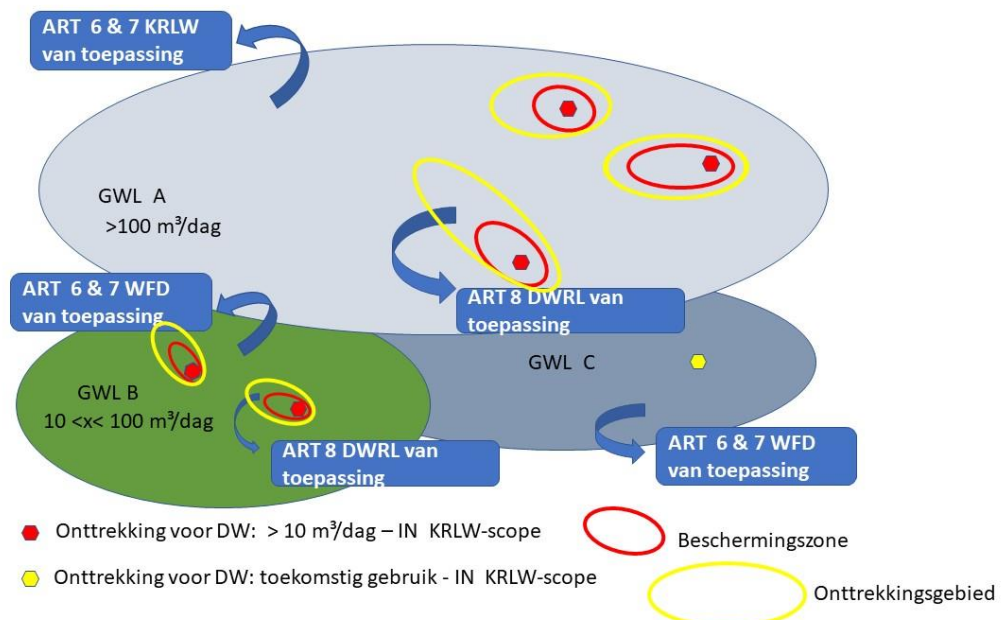 ART 6 & 7 KRLW
van toepassing
GWL A
>100 m³/dag
ART 6 & 7 WFD
van toepassing
ART 8 DWRL van
toepassing
GWL C
GWL B
10 <x< 100 m³/dag
ART 8 DWRL van
toepassing
ART 6 & 7 WFD
van toepassing
Onttrekking voor DW: > 10 m³/dag – IN KRLW-scope
Beschermingszone
Onttrekking voor DW: toekomstig gebruik - IN KRLW-scope
Onttrekkingsgebied